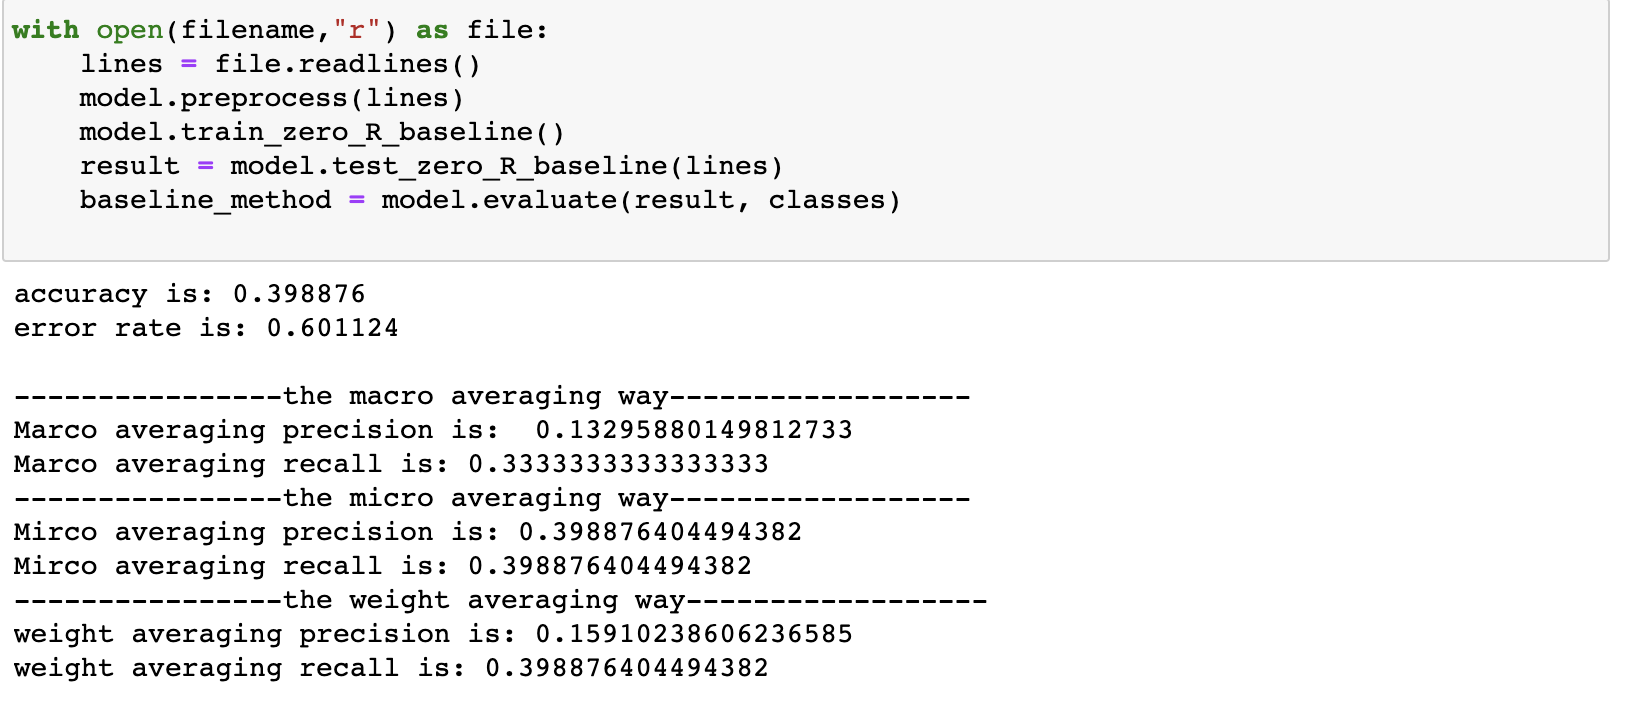 with open(filename,"r") as file:
    lines = file.readlines()
    model.preprocess(lines)
    model.train_zero_R_baseline()
    result = model.test_zero_R_baseline(lines)
    baseline_method = model.evaluate(result, classes)
accuracy is: 0.398876
error rate is: 0.601124
----------------the macro averaging way------------------
Marco averaging precision is:  0.13295880149812733
Marco averaging recall is: 0.3333333333333333
----------------the micro averaging way------------------
Mirco averaging precision is: 0.398876404494382
Mirco averaging recall is: 0.398876404494382
----------------the weight averaging way------------------
weight averaging precision is: 0.15910238606236585
weight averaging recall is: 0.398876404494382